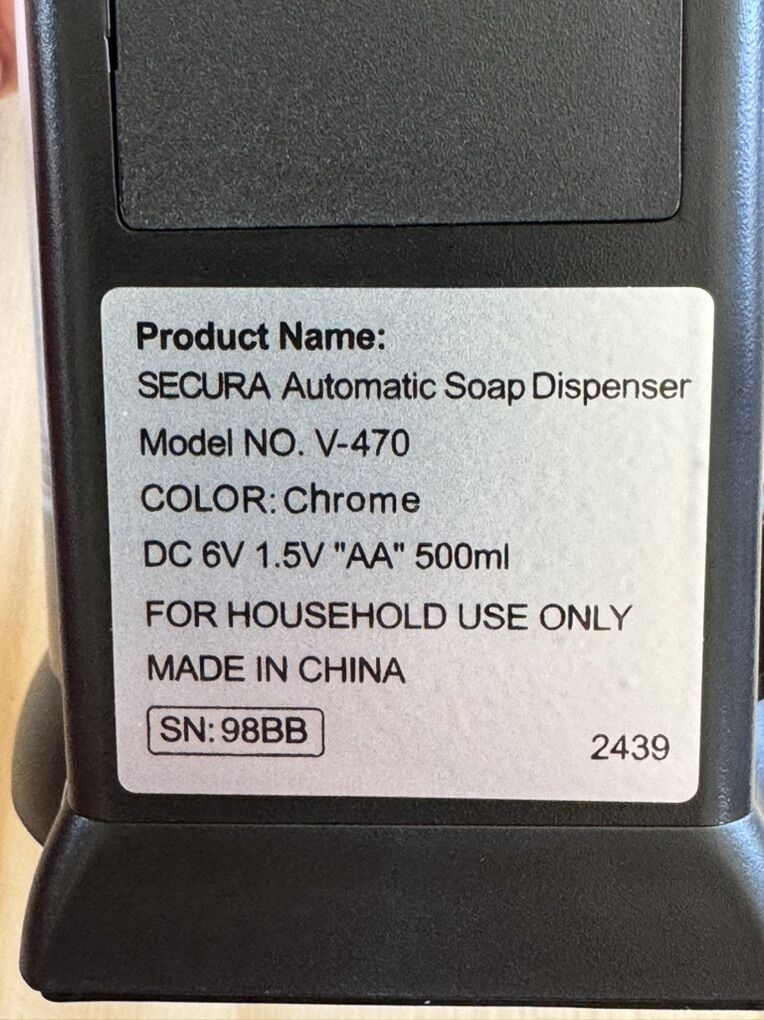 Product Name:
SECURA Automatic Soap Dispenser
Model NO. V-470
COLOR: Chrome
DC 6V 1.5V "AA" 500ml
FOR HOUSEHOLD USE ONLY
MADE IN CHINA
SN: 98BB
2439